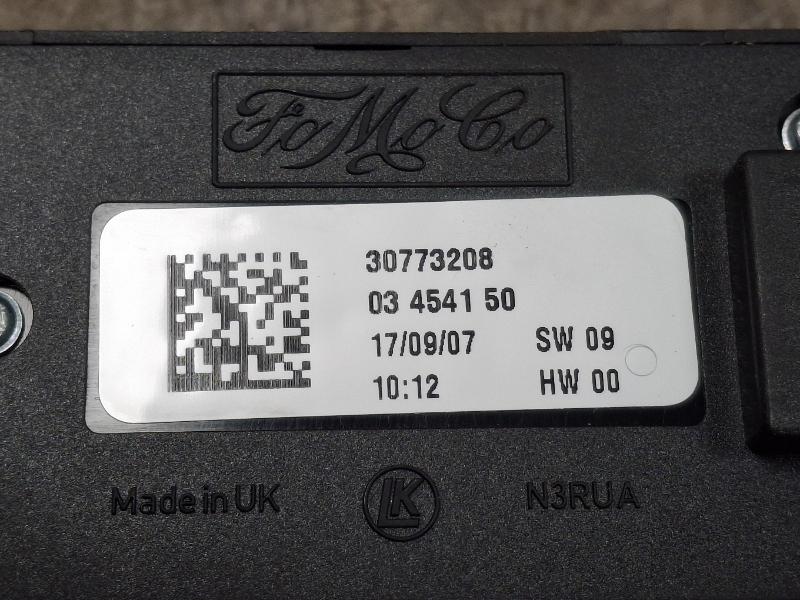 FoMoCo
30773208
03 4541 50
17/09/07 SW 09
10:12 HW 00
Made in UK LK N3RUA